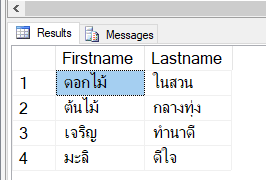 Results Messages
Firstname Lastname
1 ดอกไม้ ในสวน
2 ต้นไม้ กลางทุ่ง
3 เจริญ ทำนาดี
4 มะลิ ดีใจ